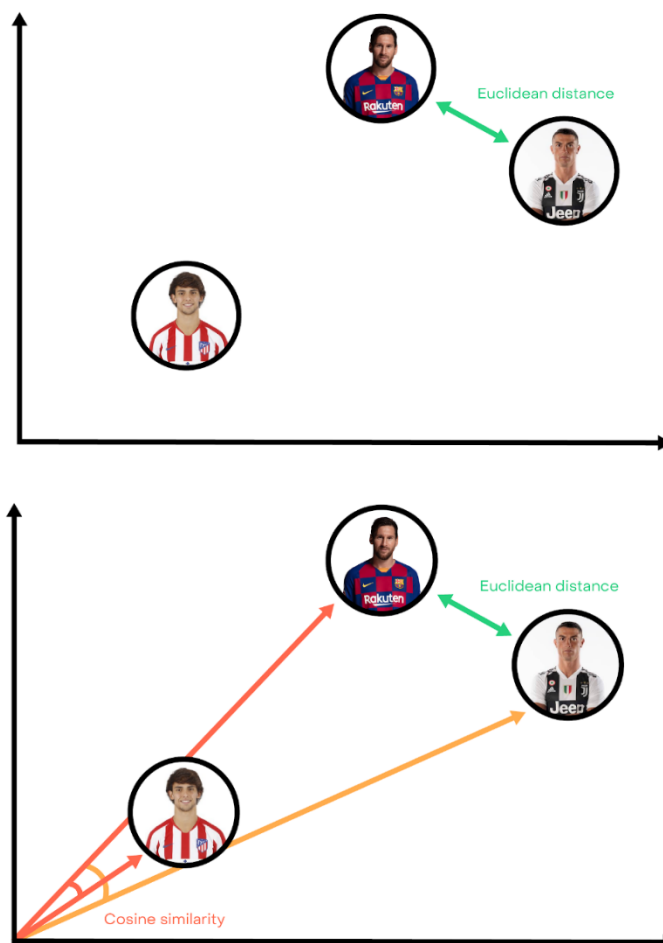 Euclidean distance
Rakuten
Jeep
Euclidean distance
Rakuten
Jeep
Cosine similarity